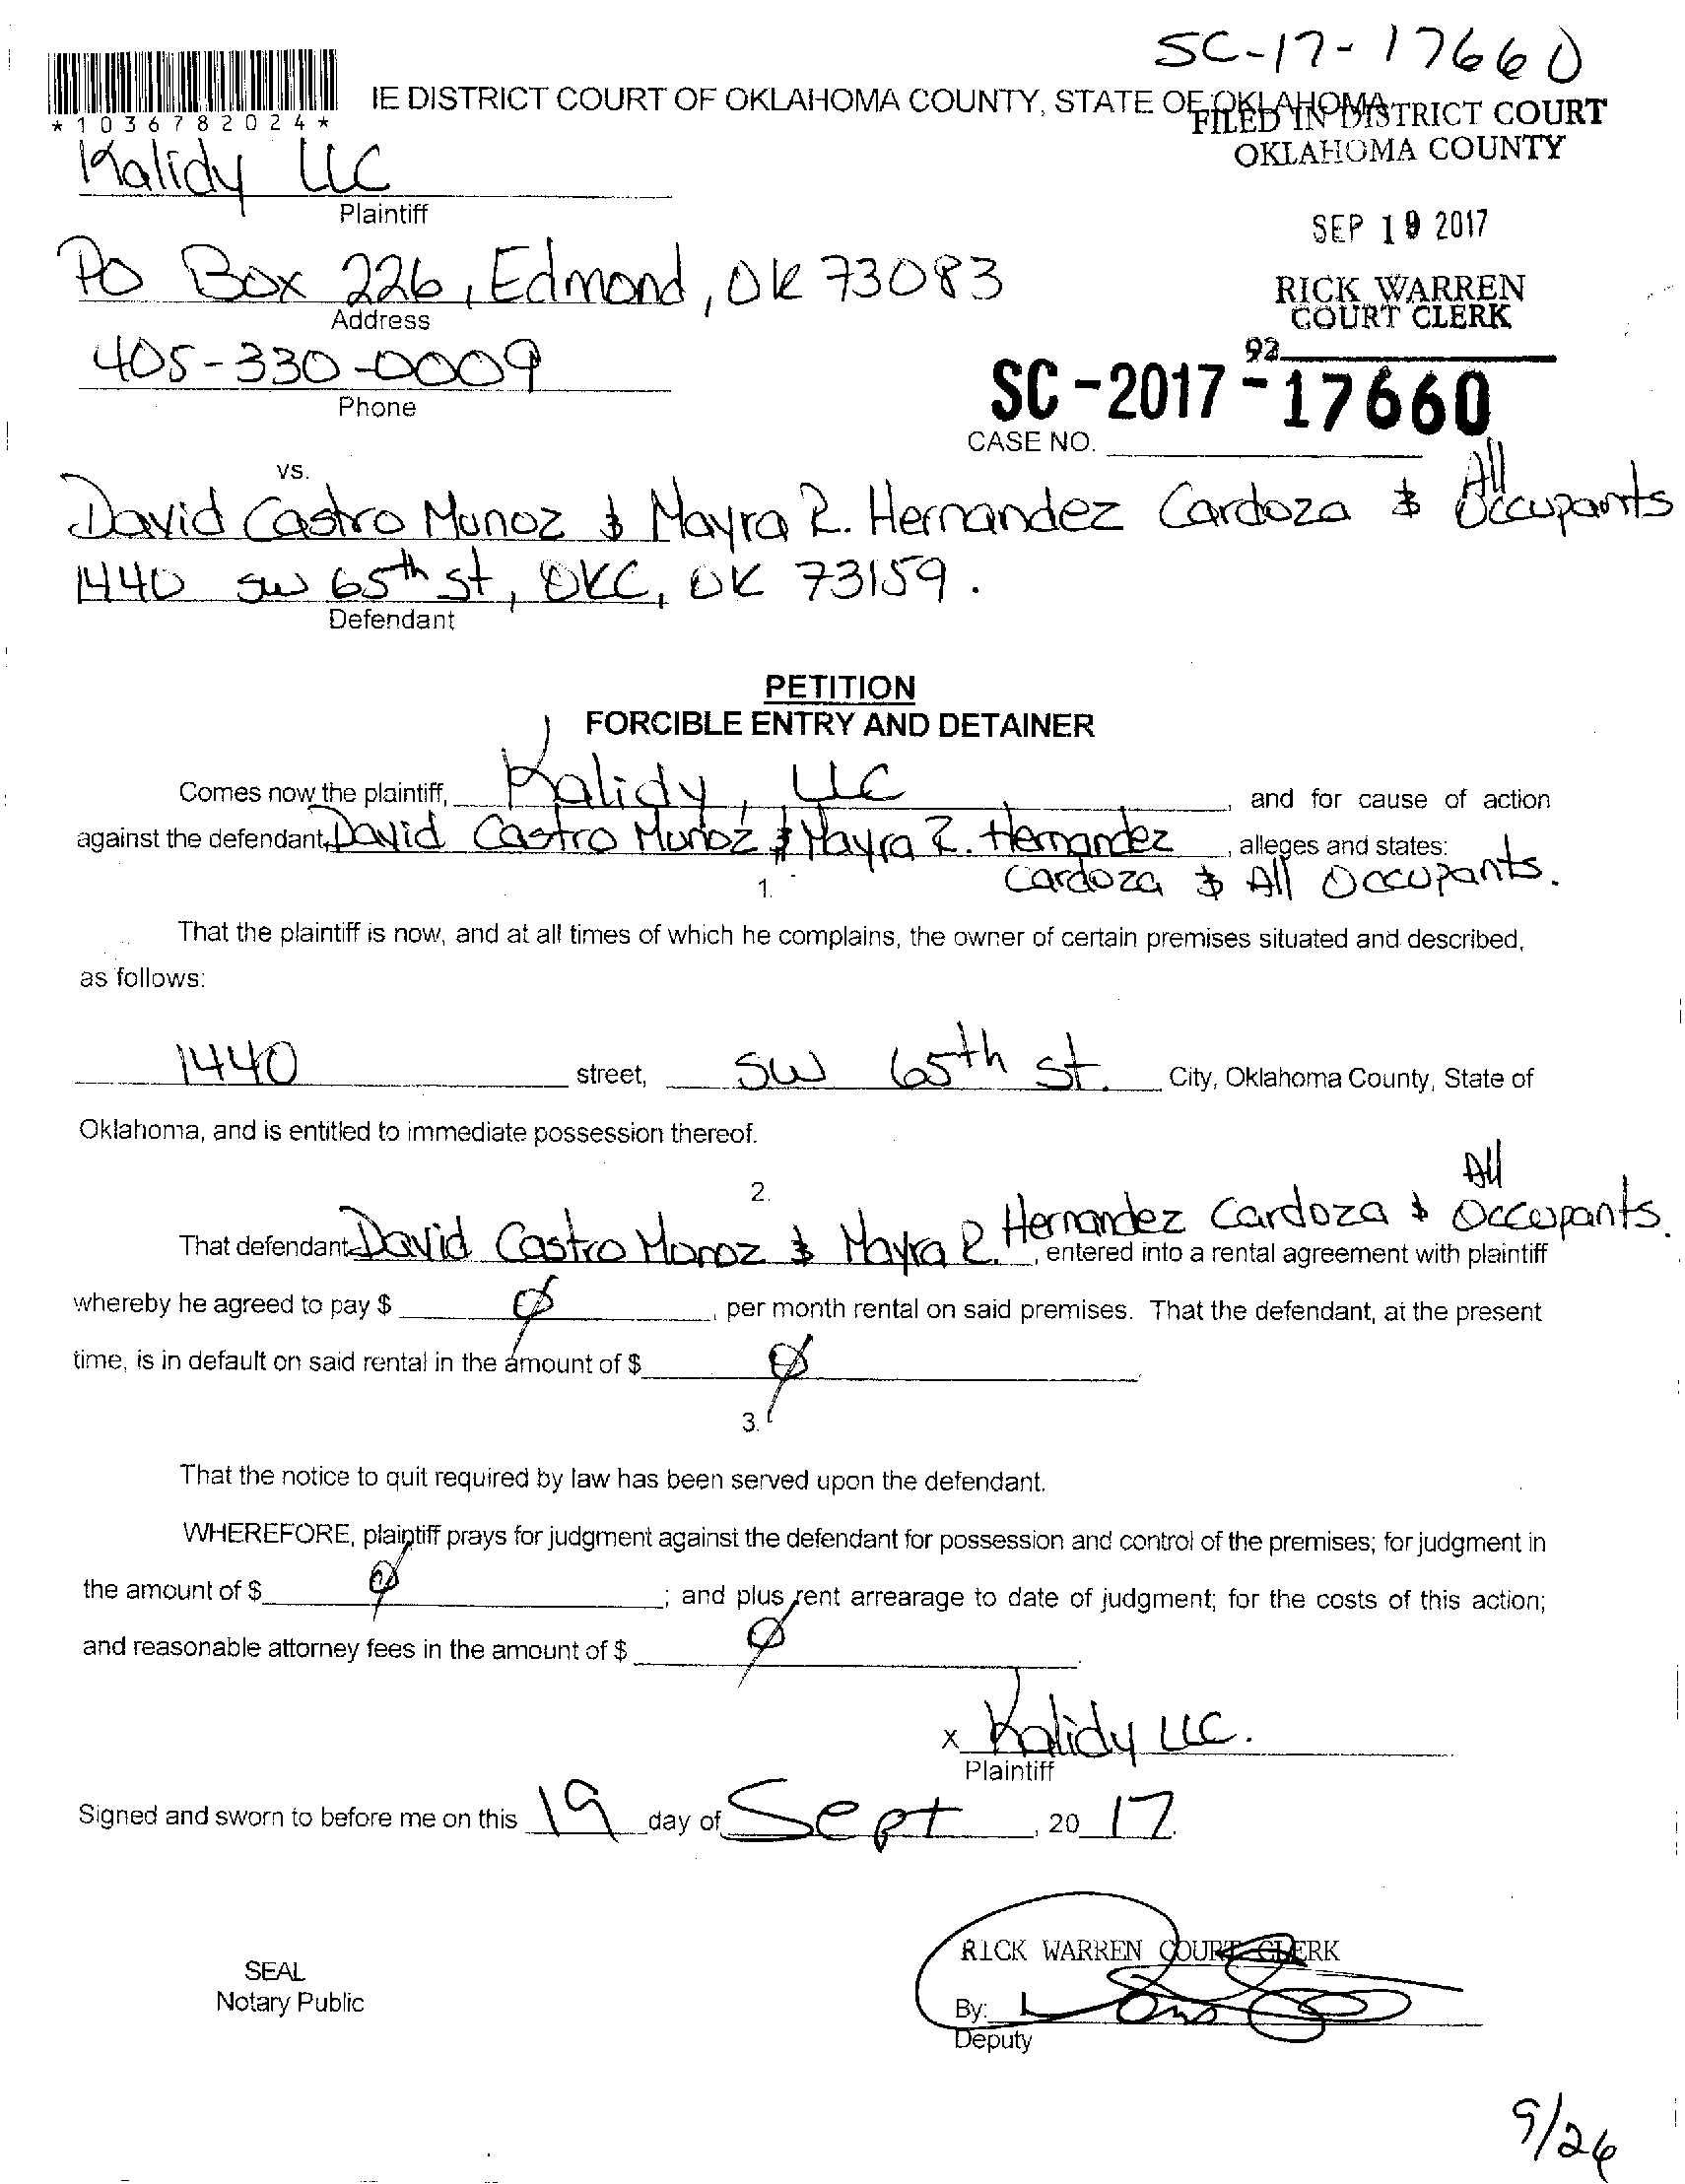 SC-17-17660
IE DISTRICT COURT OF OKLAHOMA COUNTY, STATE OF OKLAHOMA
*1036782024*
FILED IN DISTRICT COURT
OKLAHOMA COUNTY
Kalidy LLC
Plaintiff
SEP 19 2017
PO Box 226, Edmond, OK 73083
Address
RICK WARREN
COURT CLERK
405-330-0009
Phone
92
SC-2017-17660
CASE NO.
vs.
David Castro Munoz & Mayra R. Hernandez Cardoza & All Occupants
1440 SW 65th St, OKC, OK 73159.
Defendant
PETITION
FORCIBLE ENTRY AND DETAINER
Comes now the plaintiff, Kalidy, LLC, and for cause of action
against the defendant, David Castro Munoz & Mayra R. Hernandez, alleges and states:
Cardoza & All Occupants.
1.
That the plaintiff is now, and at all times of which he complains, the owner of certain premises situated and described,
as follows:
1440 street, SW 65th St. City, Oklahoma County, State of
Oklahoma, and is entitled to immediate possession thereof.
2.
That defendant David Castro Monoz & Mayra R. Hernandez Cardoza & All Occupants., entered into a rental agreement with plaintiff
whereby he agreed to pay $ Ø, per month rental on said premises. That the defendant, at the present
time, is in default on said rental in the amount of $ Ø
3.
That the notice to quit required by law has been served upon the defendant.
WHEREFORE, plaintiff prays for judgment against the defendant for possession and control of the premises; for judgment in
the amount of $ Ø; and plus rent arrearage to date of judgment; for the costs of this action;
and reasonable attorney fees in the amount of $ Ø
x Kalidy LLC.
Plaintiff
Signed and sworn to before me on this 19 day of Sept, 20 17.
RICK WARREN COURT CLERK
SEAL
Notary Public
By:
Deputy
9/26